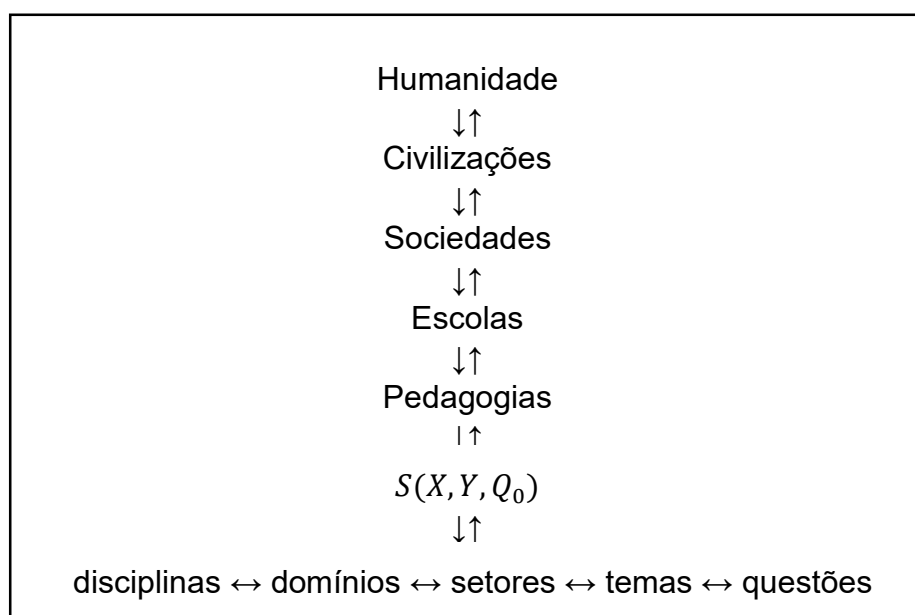 Humanidade
↓↑
Civilizações
↓↑
Sociedades
↓↑
Escolas
↓↑
Pedagogias
↓↑
S(X, Y, Q₀)
↓↑
disciplinas ↔ domínios ↔ setores ↔ temas ↔ questões